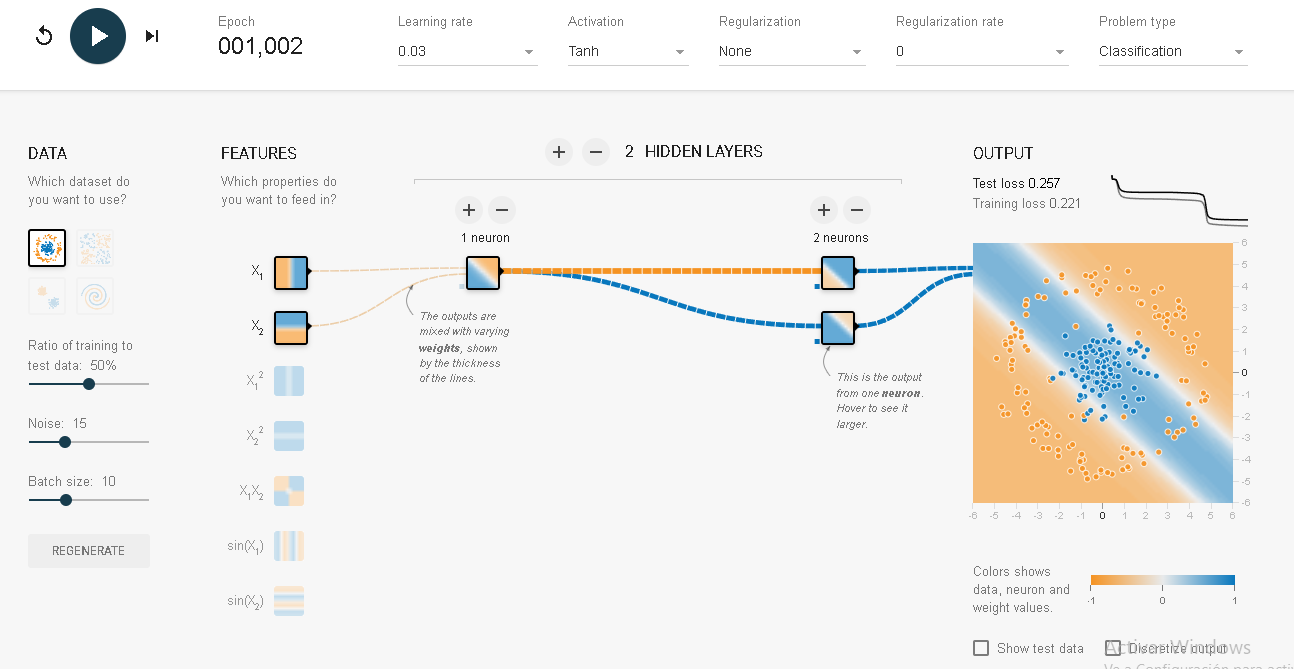 Epoch
001,002
Learning rate
0.03
Activation
Tanh
Regularization
None
Regularization rate
0
Problem type
Classification
DATA
Which dataset do
you want to use?
Ratio of training to
test data: 50%
Noise: 15
Batch size: 10
REGENERATE
FEATURES
Which properties do
you want to feed in?
X1
X2
X1²
X2²
X1X2
sin(X1)
sin(X2)
2 HIDDEN LAYERS
1 neuron
The outputs are
mixed with varying
weights, shown
by the thickness
of the lines.
2 neurons
This is the output
from one neuron.
Hover to see it
larger.
OUTPUT
Test loss 0.257
Training loss 0.221
6
5
4
3
2
1
0
-1
-2
-3
-4
-5
-6
-6 -5 -4 -3 -2 -1 0 1 2 3 4 5 6
Colors shows
data, neuron and
weight values.
-1 0 1
Show test data
Discretize output
Activar Windows
Ve a Configuración para